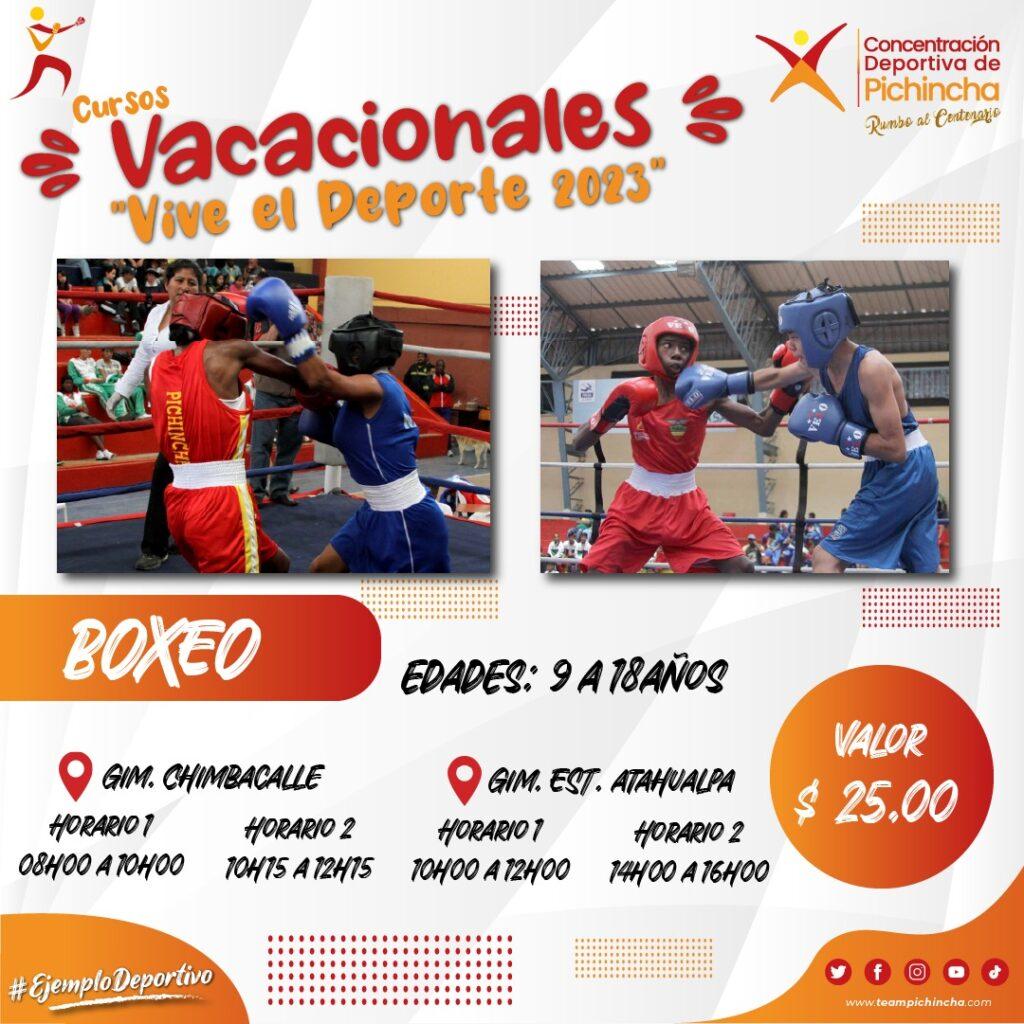 Cursos
Vacacionales
"Vive el Deporte 2023"
Concentración
Deportiva de
Pichincha
Rumbo al Centenario
PICHINCHA
BOXEO
EDADES: 9 A 18 AÑOS
VALOR
$ 25.00
GIM. CHIMBACALLE
HORARIO 1
08H00 A 10H00
HORARIO 2
10H15 A 12H15
GIM. EST. ATAHUALPA
HORARIO 1
10H00 A 12H00
HORARIO 2
14H00 A 16H00
#EjemploDeportivo
www.teampichincha.com